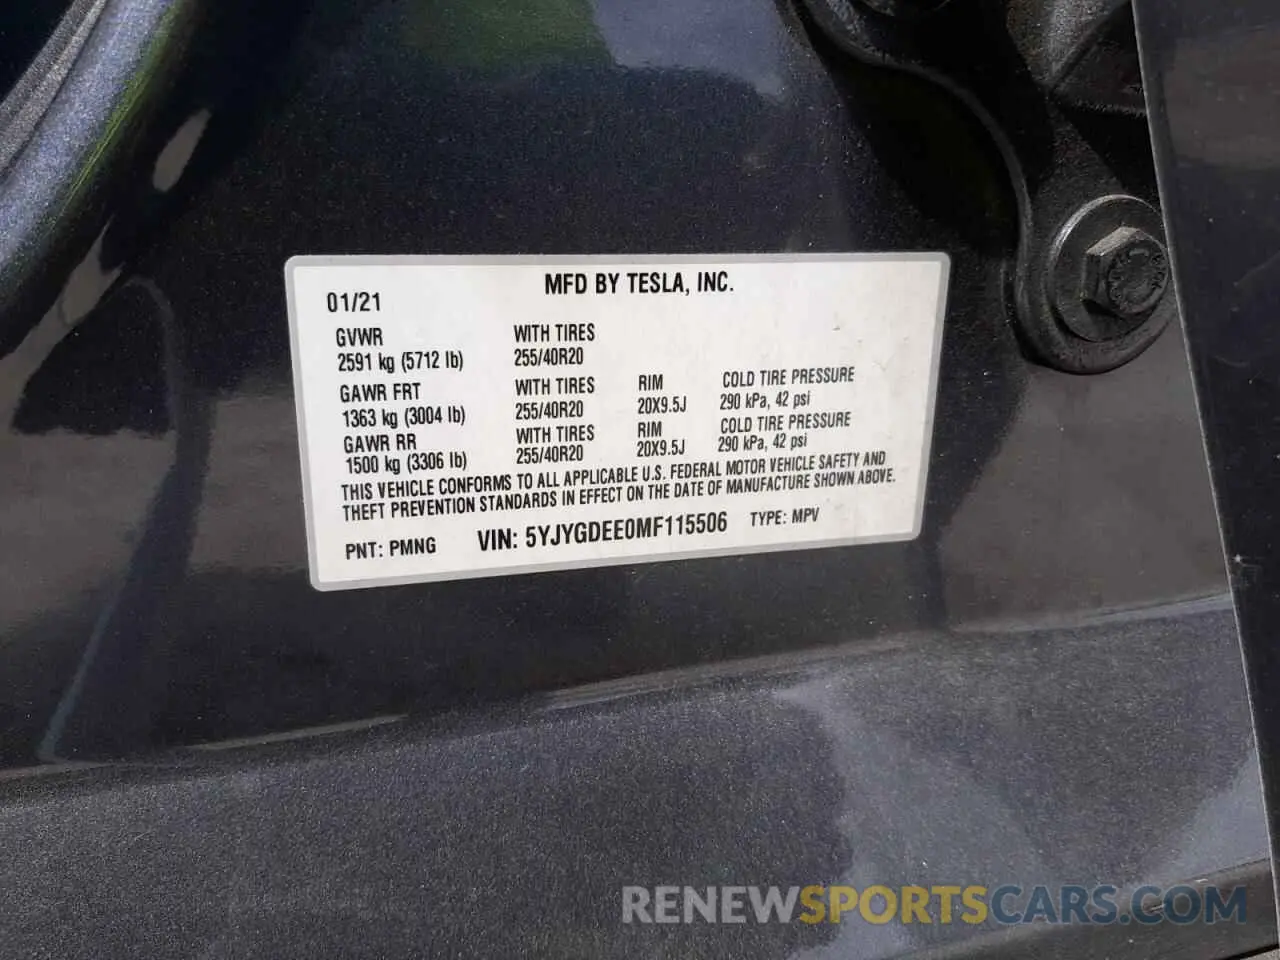 MFD BY TESLA, INC.
01/21
GVWR WITH TIRES
2591 kg (5712 lb) 255/40R20
GAWR FRT WITH TIRES RIM COLD TIRE PRESSURE
1363 kg (3004 lb) 255/40R20 20X9.5J 290 kPa, 42 psi
GAWR RR WITH TIRES RIM COLD TIRE PRESSURE
1500 kg (3306 lb) 255/40R20 20X9.5J 290 kPa, 42 psi
THIS VEHICLE CONFORMS TO ALL APPLICABLE U.S. FEDERAL MOTOR VEHICLE SAFETY AND
THEFT PREVENTION STANDARDS IN EFFECT ON THE DATE OF MANUFACTURE SHOWN ABOVE.
PNT: PMNG VIN: 5YJYGDEE0MF115506 TYPE: MPV
RENEWSPORTSCARS.COM